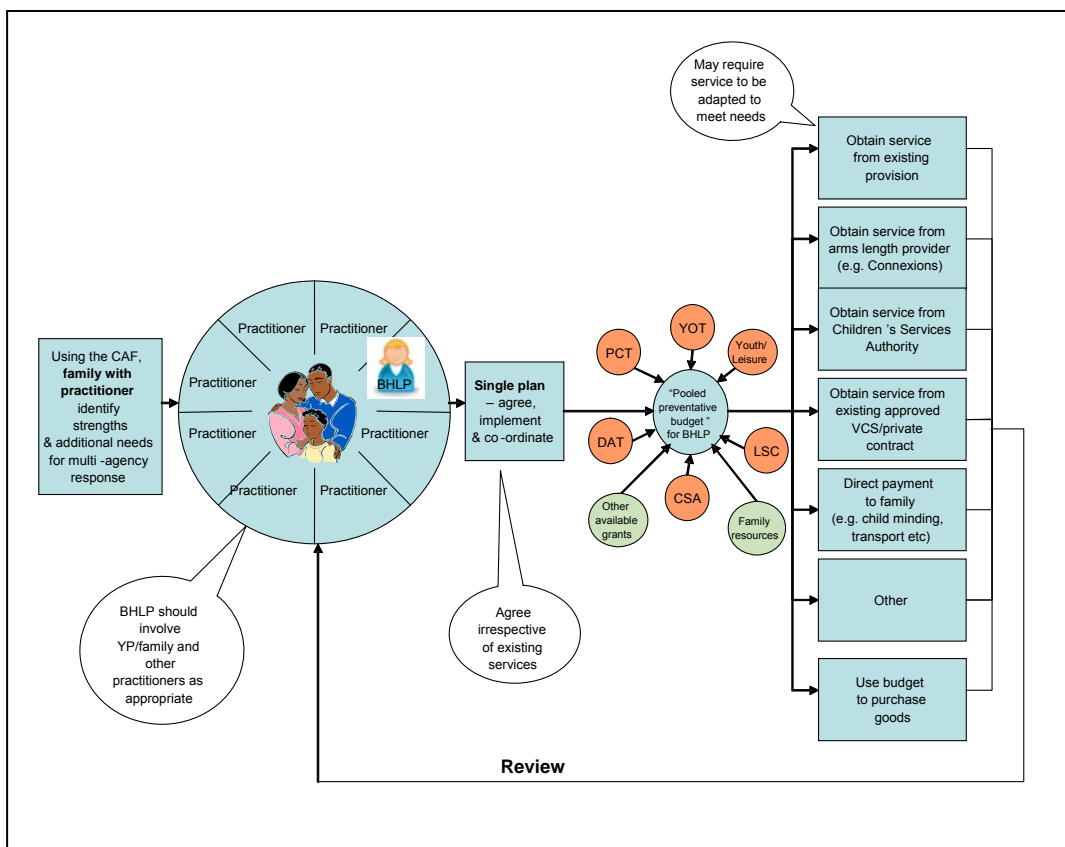 Using the CAF,
family with
practitioner
identify
strengths
& additional needs
for multi -agency
response
Practitioner
Practitioner
Practitioner
Practitioner
Practitioner
Practitioner
Practitioner
Practitioner
BHLP
BHLP should
involve
YP/family and
other
practitioners as
appropriate
Single plan
– agree,
implement
& co -ordinate
Agree
irrespective
of existing
services
PCT
YOT
Youth/
Leisure
DAT
LSC
CSA
Other
available
grants
Family
resources
“Pooled
preventative
budget ”
for BHLP
May require
service to be
adapted to
meet needs
Obtain service
from existing
provision
Obtain service from
arms length provider
(e.g. Connexions)
Obtain service from
Children ’s Services
Authority
Obtain service from
existing approved
VCS/private
contract
Direct payment
to family
(e.g. child minding,
transport etc)
Other
Use budget
to purchase
goods
Review